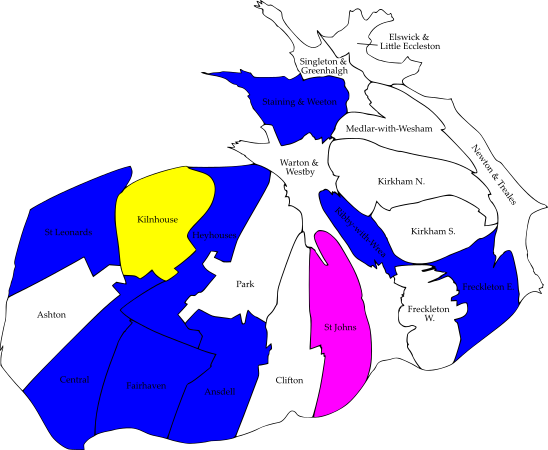 Elswick &
Little Eccleston
Singleton &
Greenhalgh
Staining & Weeton
Medlar-with-Wesham
Newton & Treales
Warton &
Westby
Kirkham N.
Kilnhouse
Ribby-with-Wrea
St Leonards
Heyhouses
Kirkham S.
Park
Freckleton E.
Ashton
Freckleton
W.
St Johns
Central
Fairhaven
Ansdell
Clifton